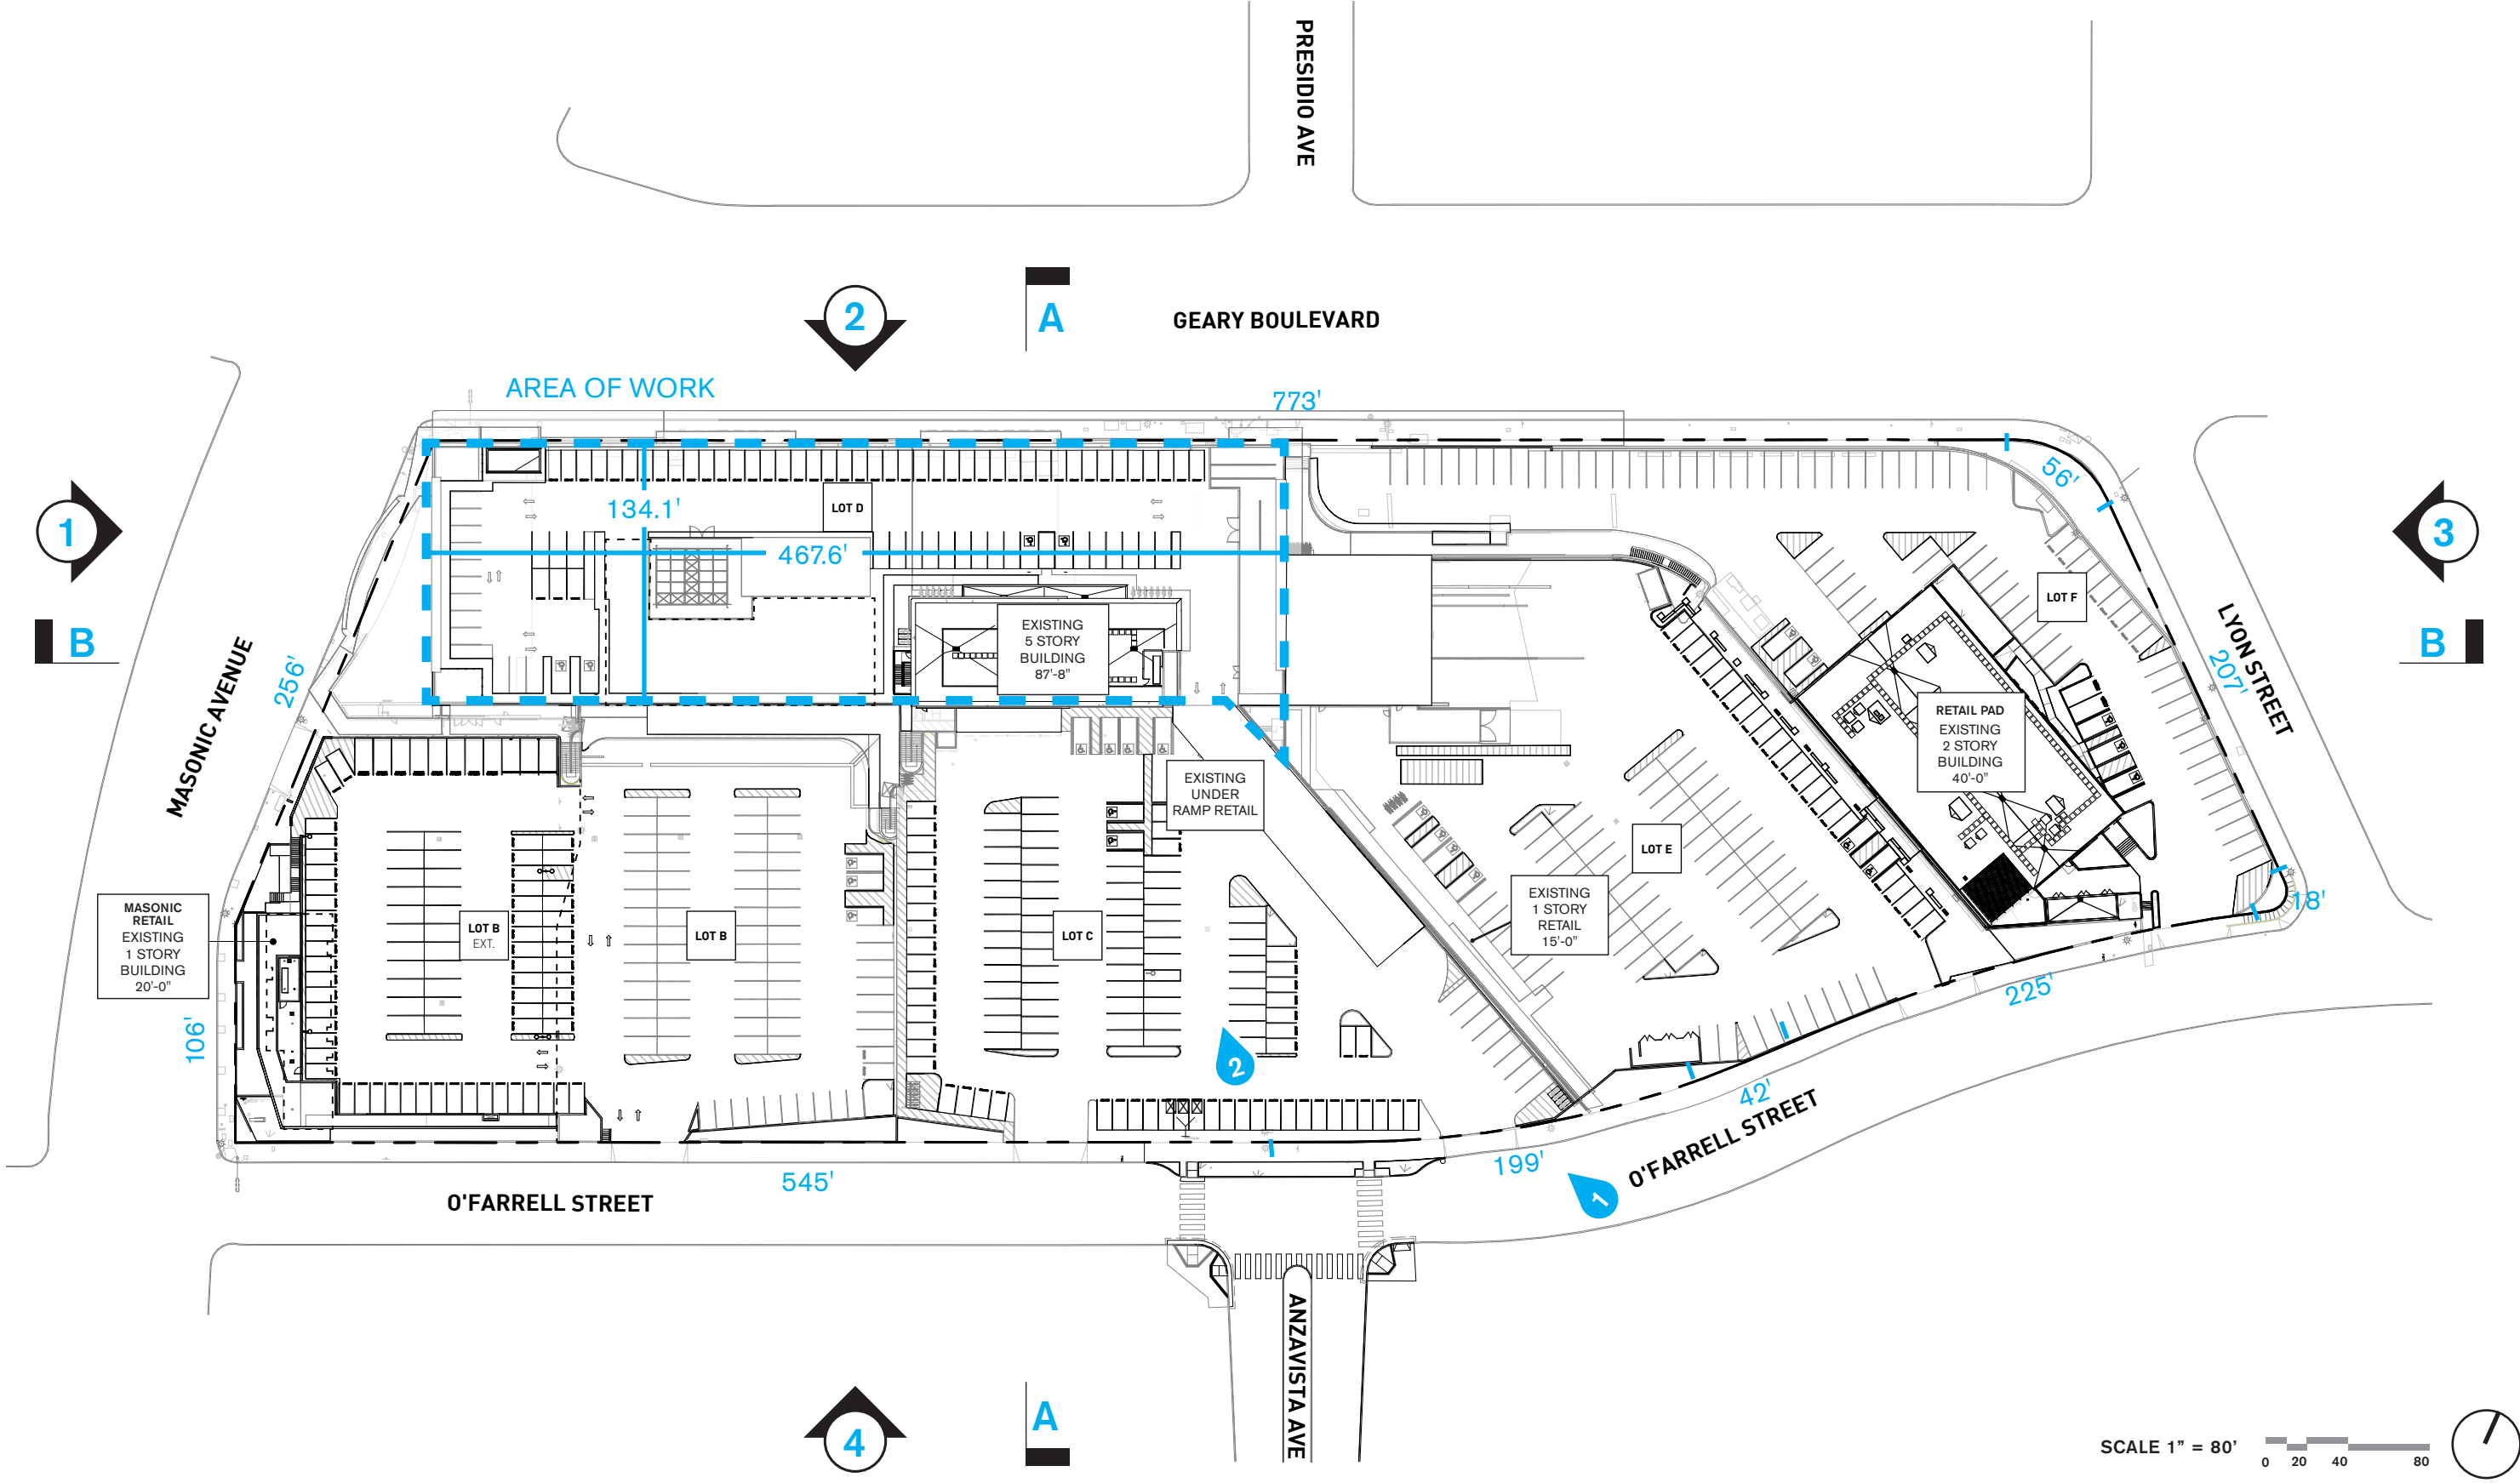 PRESIDIO AVE
2
A
GEARY BOULEVARD
AREA OF WORK
773'
56'
134.1'
LOT D
467.6'
1
3
B
B
LOT F
EXISTING
5 STORY
BUILDING
87'-8"
MASONIC AVENUE
256'
LYON STREET
207'
RETAIL PAD
EXISTING
2 STORY
BUILDING
40'-0"
EXISTING
UNDER
RAMP RETAIL
LOT E
MASONIC
RETAIL
EXISTING
1 STORY
BUILDING
20'-0"
LOT B
EXT.
LOT B
LOT C
EXISTING
1 STORY
RETAIL
15'-0"
18'
225'
106'
2
42'
O'FARRELL STREET
199'
1
545'
O'FARRELL STREET
ANZAVISTA AVE
4
A
SCALE 1” = 80’
0 20 40 80